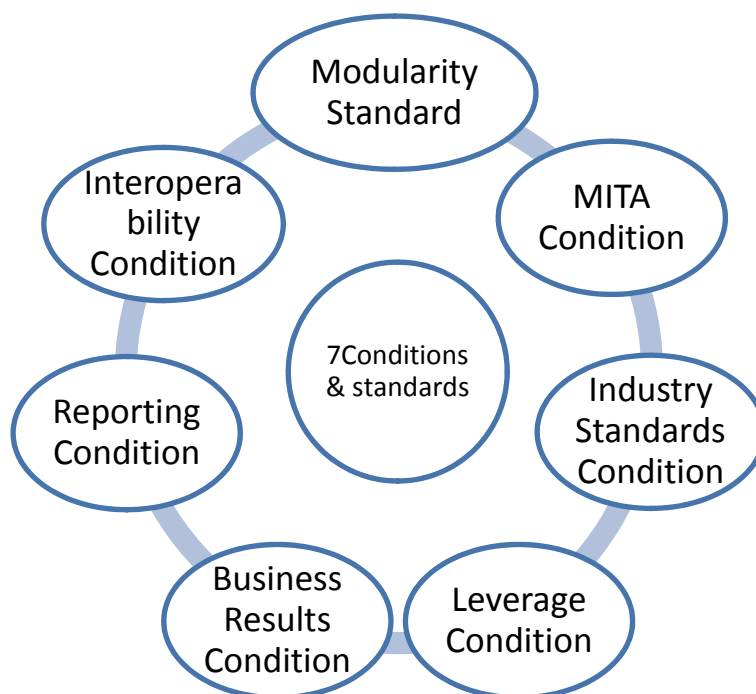 Modularity
Standard
MITA
Condition
Industry
Standards
Condition
Leverage
Condition
Business
Results
Condition
Reporting
Condition
Interopera
bility
Condition
7Conditions
& standards